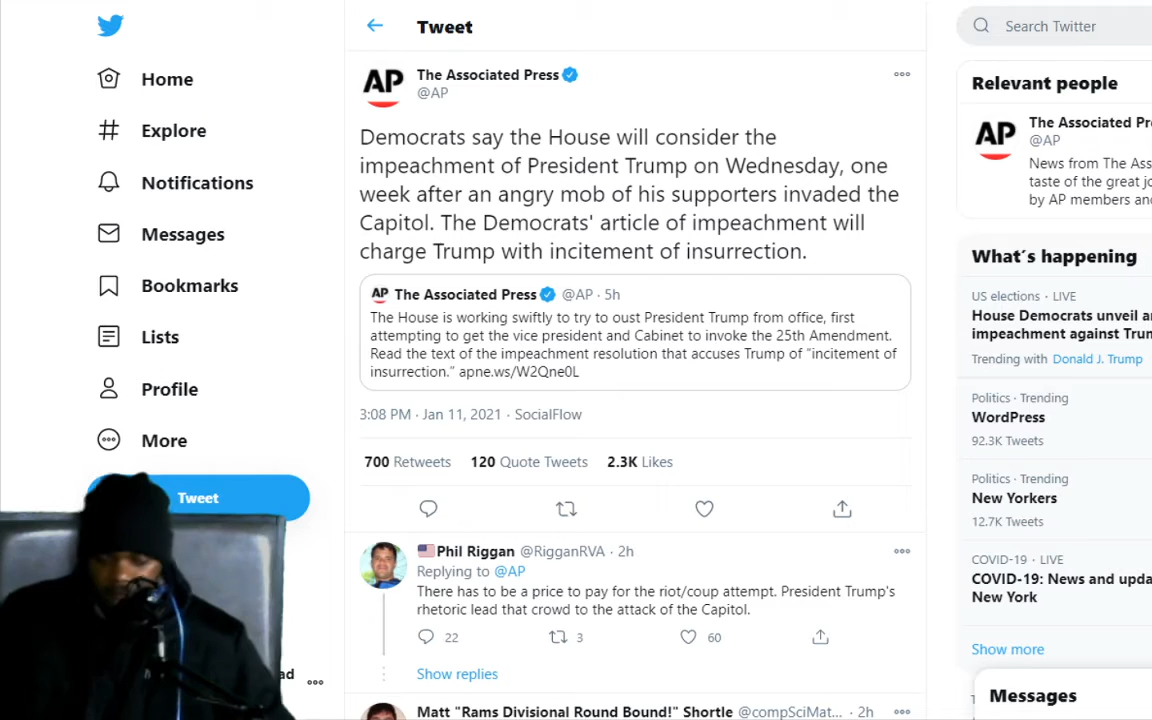 Home
Explore
Notifications
Messages
Bookmarks
Lists
Profile
More
Tweet
ad
Tweet
AP
The Associated Press
@AP
Democrats say the House will consider the
impeachment of President Trump on Wednesday, one
week after an angry mob of his supporters invaded the
Capitol. The Democrats' article of impeachment will
charge Trump with incitement of insurrection.
AP The Associated Press @AP · 5h
The House is working swiftly to try to oust President Trump from office, first
attempting to get the vice president and Cabinet to invoke the 25th Amendment.
Read the text of the impeachment resolution that accuses Trump of "incitement of
insurrection." apne.ws/W2Qne0L
3:08 PM · Jan 11, 2021 · SocialFlow
700 Retweets 120 Quote Tweets 2.3K Likes
Phil Riggan @RigganRVA · 2h
Replying to @AP
There has to be a price to pay for the riot/coup attempt. President Trump's
rhetoric lead that crowd to the attack of the Capitol.
22 3 60
Show replies
Matt "Rams Divisional Round Bound!" Shortle @compSciMat... · 2h
Search Twitter
Relevant people
AP
The Associated Pr
@AP
News from The Ass
taste of the great jo
by AP members and
What´s happening
US elections · LIVE
House Democrats unveil a
impeachment against Trun
Trending with Donald J. Trump
Politics · Trending
WordPress
92.3K Tweets
Politics · Trending
New Yorkers
12.7K Tweets
COVID-19 · LIVE
COVID-19: News and upda
New York
Show more
Messages